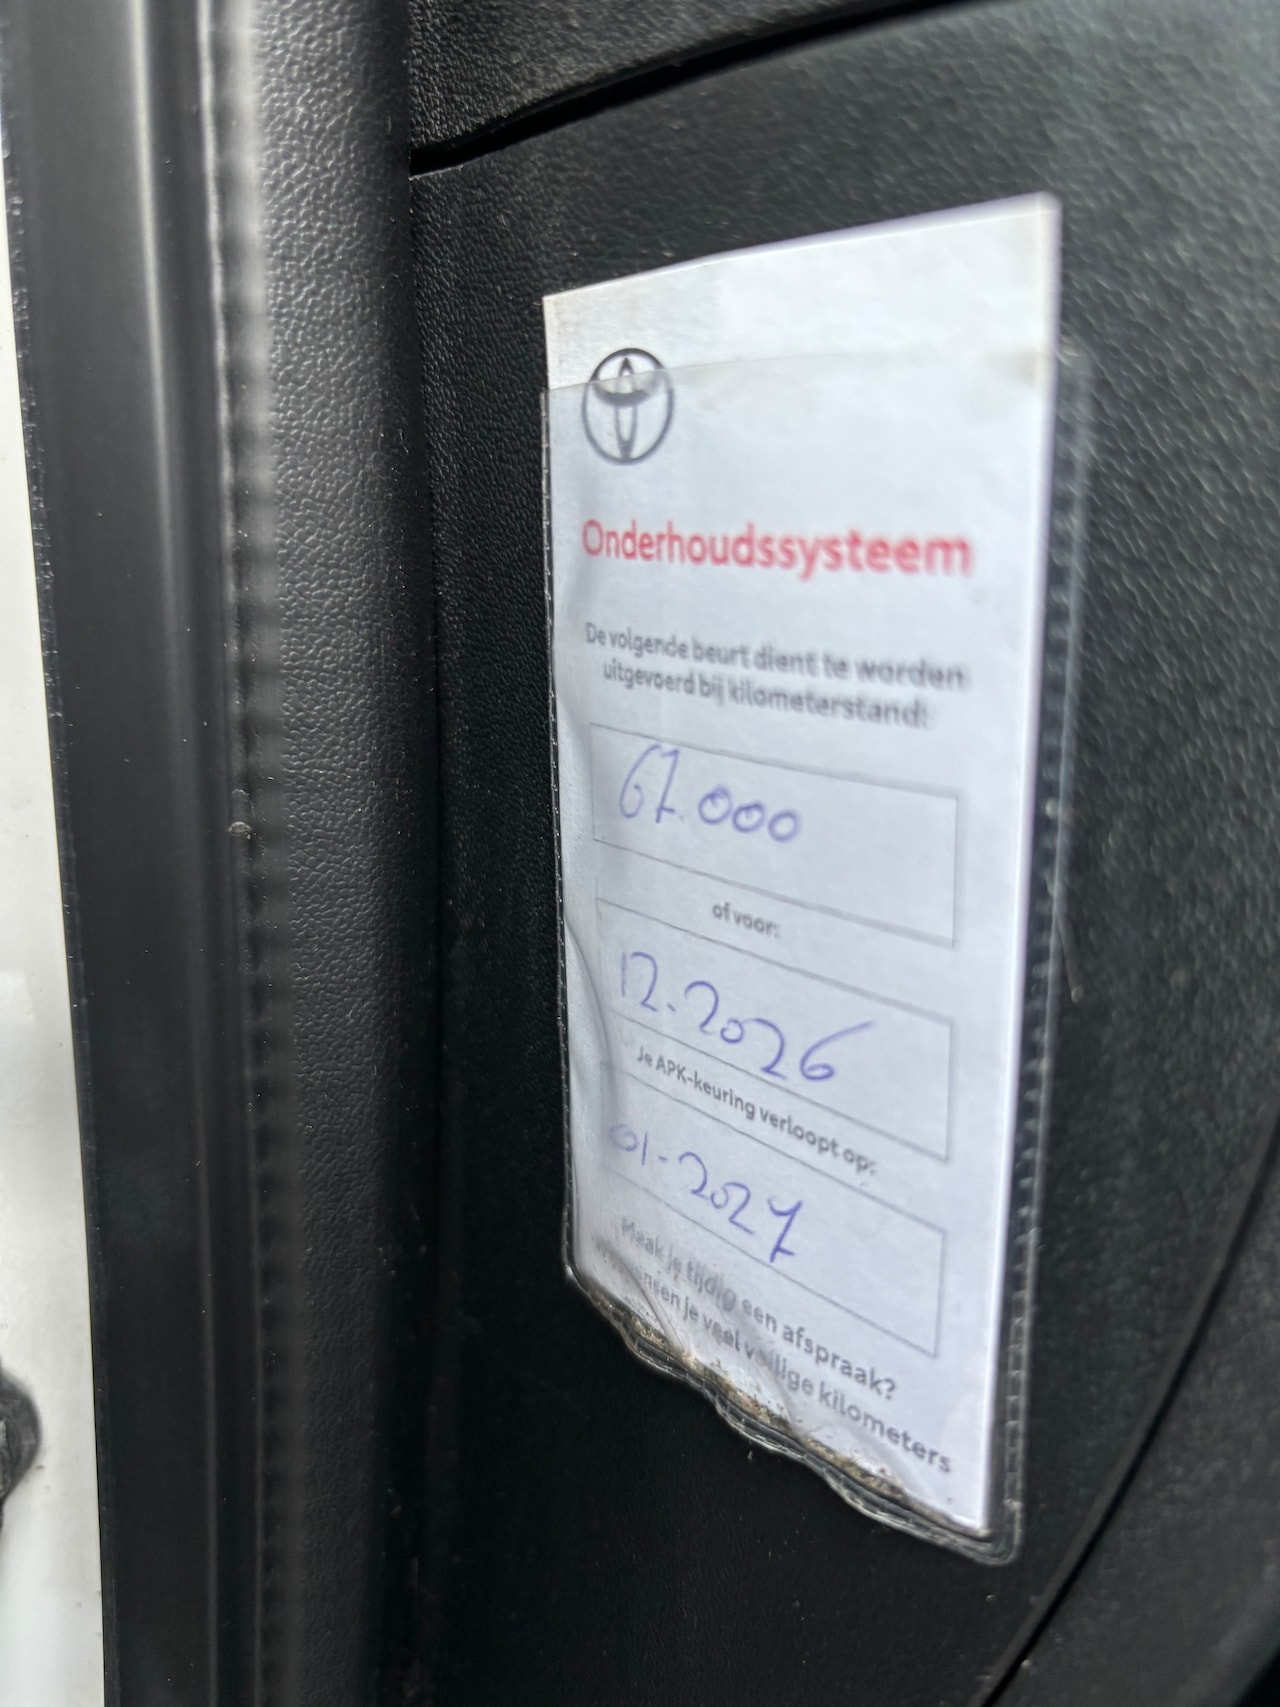 Onderhoudssysteem
De volgende beurt dient te worden
uitgevoerd bij kilometerstand:
67.000
of voor:
12.2026
Je APK-keuring verloopt op:
01-2027
Maak je tijdig een afspraak?
We wensen je veel veilige kilometers